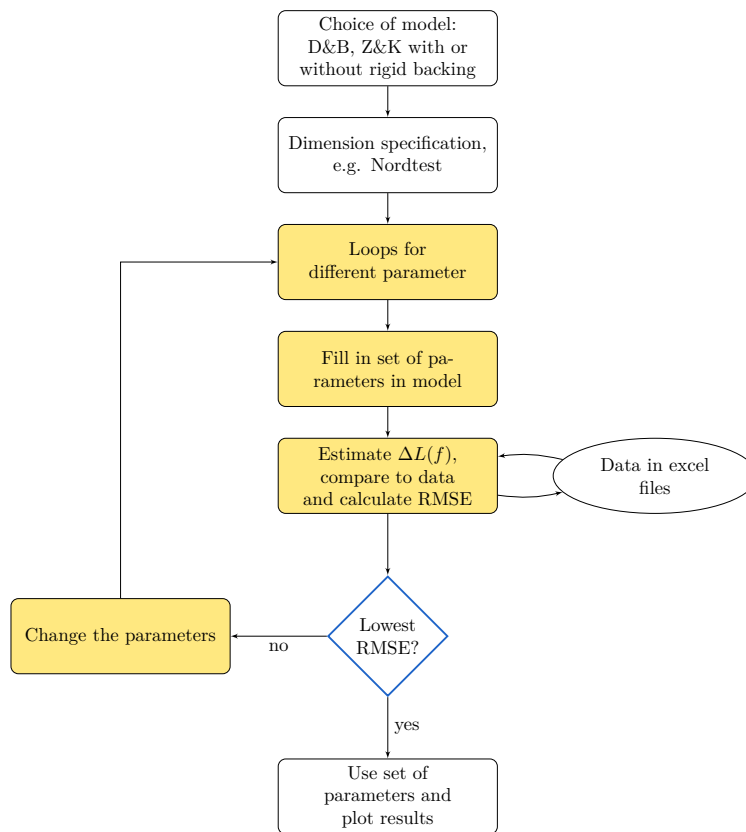 Choice of model:
D&B, Z&K with or
without rigid backing
Dimension specification,
e.g. Nordtest
Loops for
different parameter
Fill in set of pa-
rameters in model
Estimate ΔL(f),
compare to data
and calculate RMSE
Data in excel
files
Lowest
RMSE?
no
Change the parameters
yes
Use set of
parameters and
plot results